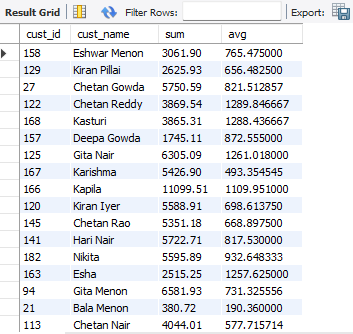 Result Grid Filter Rows: Export:
cust_id cust_name sum avg
158 Eshwar Menon 3061.90 765.475000
129 Kiran Pillai 2625.93 656.482500
27 Chetan Gowda 5750.59 821.512857
122 Chetan Reddy 3869.54 1289.846667
168 Kasturi 3865.31 1288.436667
157 Deepa Gowda 1745.11 872.555000
125 Gita Nair 6305.09 1261.018000
167 Karishma 5426.90 493.354545
166 Kapila 11099.51 1109.951000
120 Kiran Iyer 5588.91 698.613750
145 Chetan Rao 5351.18 668.897500
141 Hari Nair 5722.71 817.530000
182 Nikita 5595.89 932.648333
163 Esha 2515.25 1257.625000
94 Gita Menon 6581.93 731.325556
21 Bala Menon 380.72 190.360000
113 Chetan Nair 4044.01 577.715714